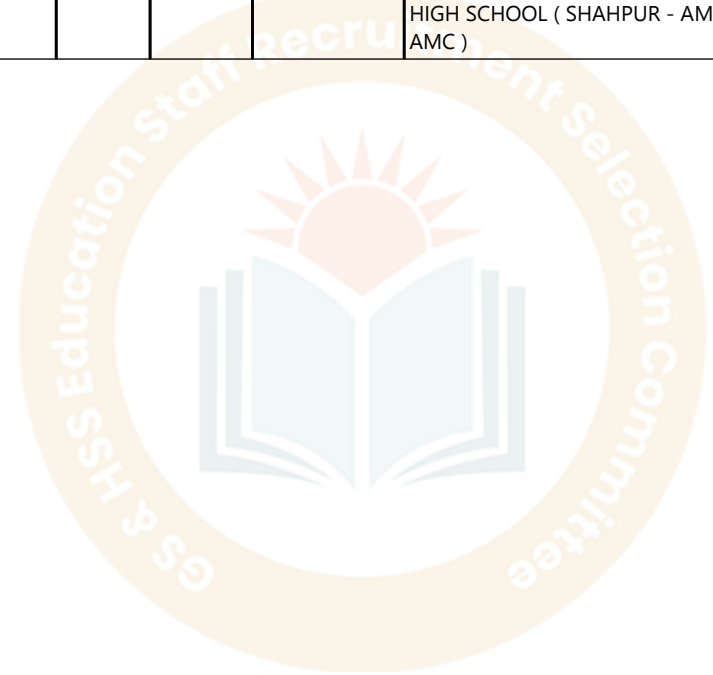 HIGH SCHOOL ( SHAHPUR - AM
AMC )
GS & HSS Education Staff Recruitment Selection Committee